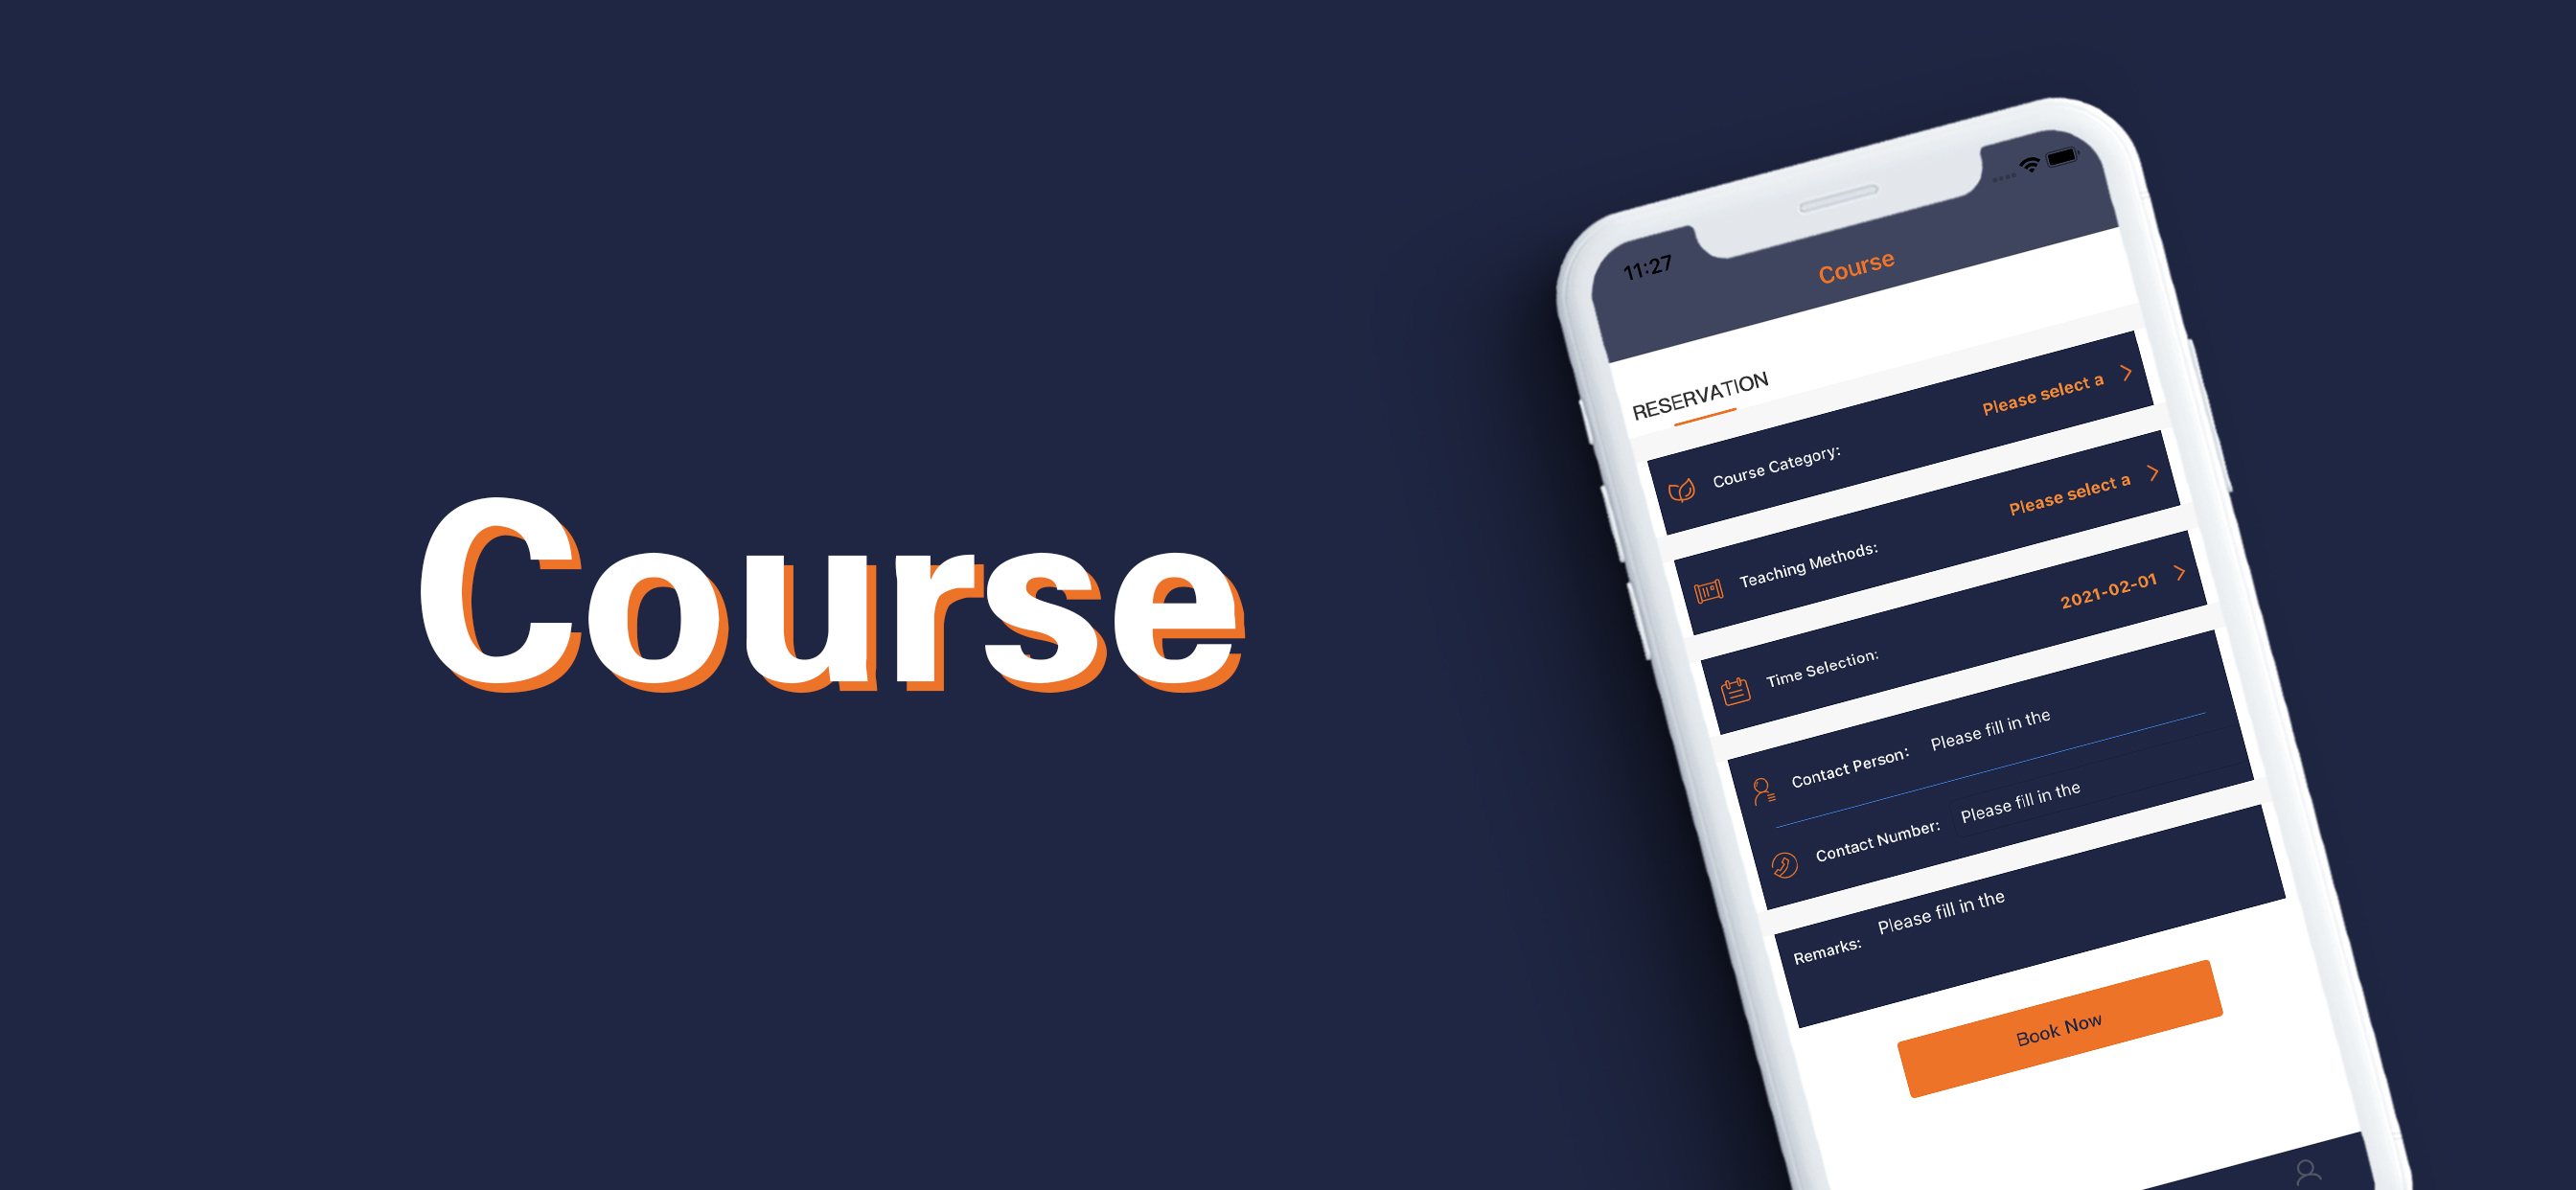 Course
11:27
Course
RESERVATION
Course Category: Please select a
Teaching Methods: Please select a
Time Selection: 2021-02-01
Contact Person: Please fill in the
Contact Number: Please fill in the
Remarks: Please fill in the
Book Now